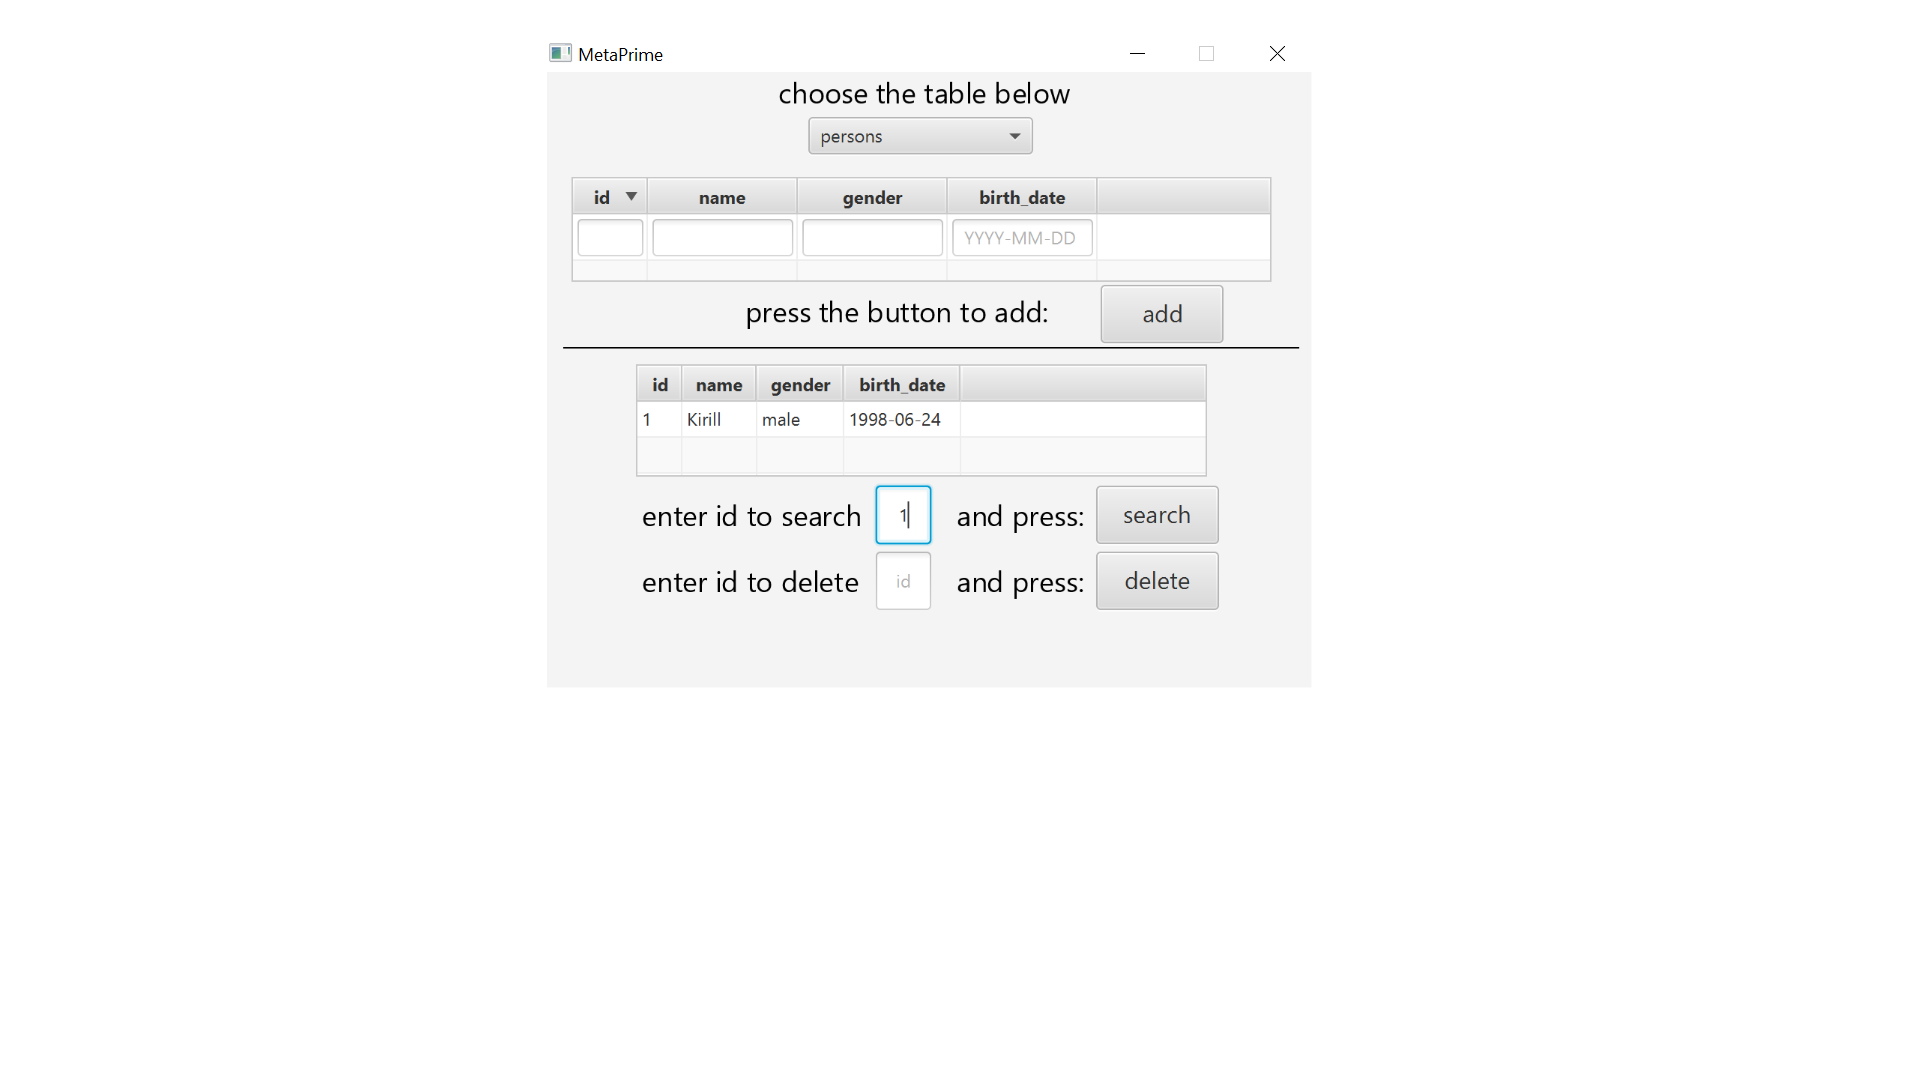 MetaPrime
choose the table below
persons
id name gender birth_date
YYYY-MM-DD
press the button to add: add
id name gender birth_date
1 Kirill male 1998-06-24
enter id to search 1 and press: search
enter id to delete id and press: delete